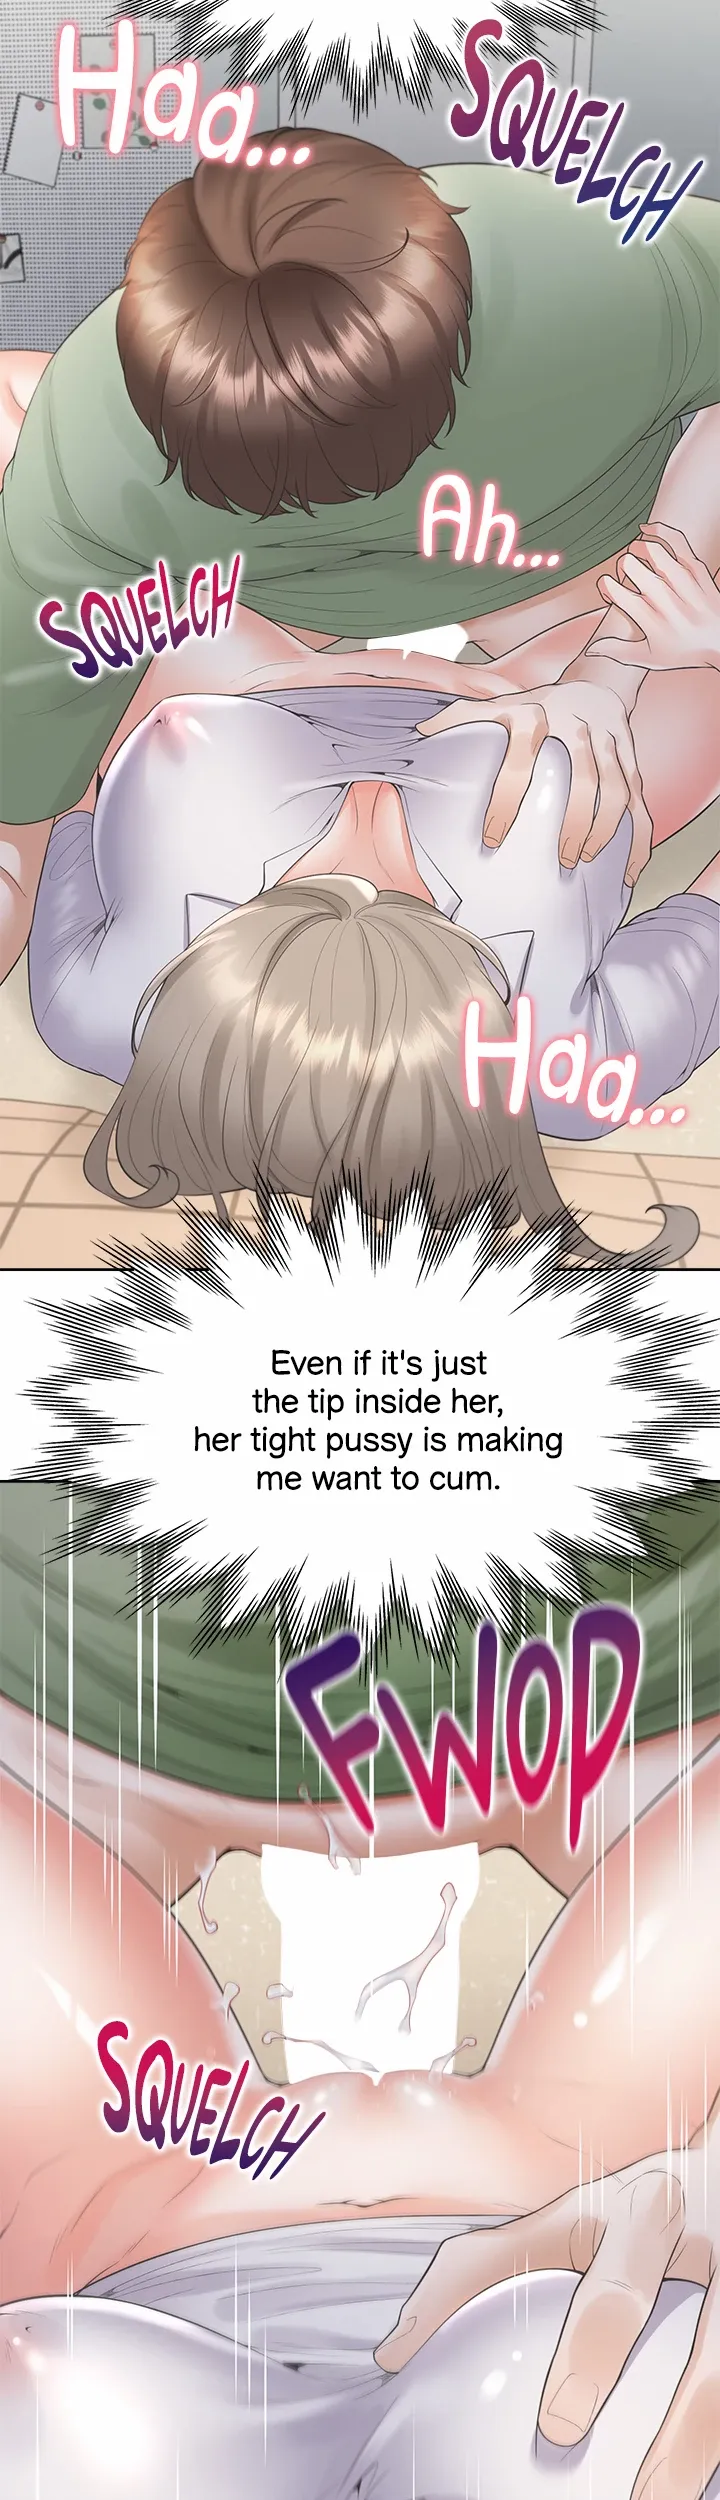 Haa...
SQUELCH
Ah...
SQUELCH
Haa...
Even if it's just
the tip inside her,
her tight pussy is making
me want to cum.
FWOP
SQUELCH